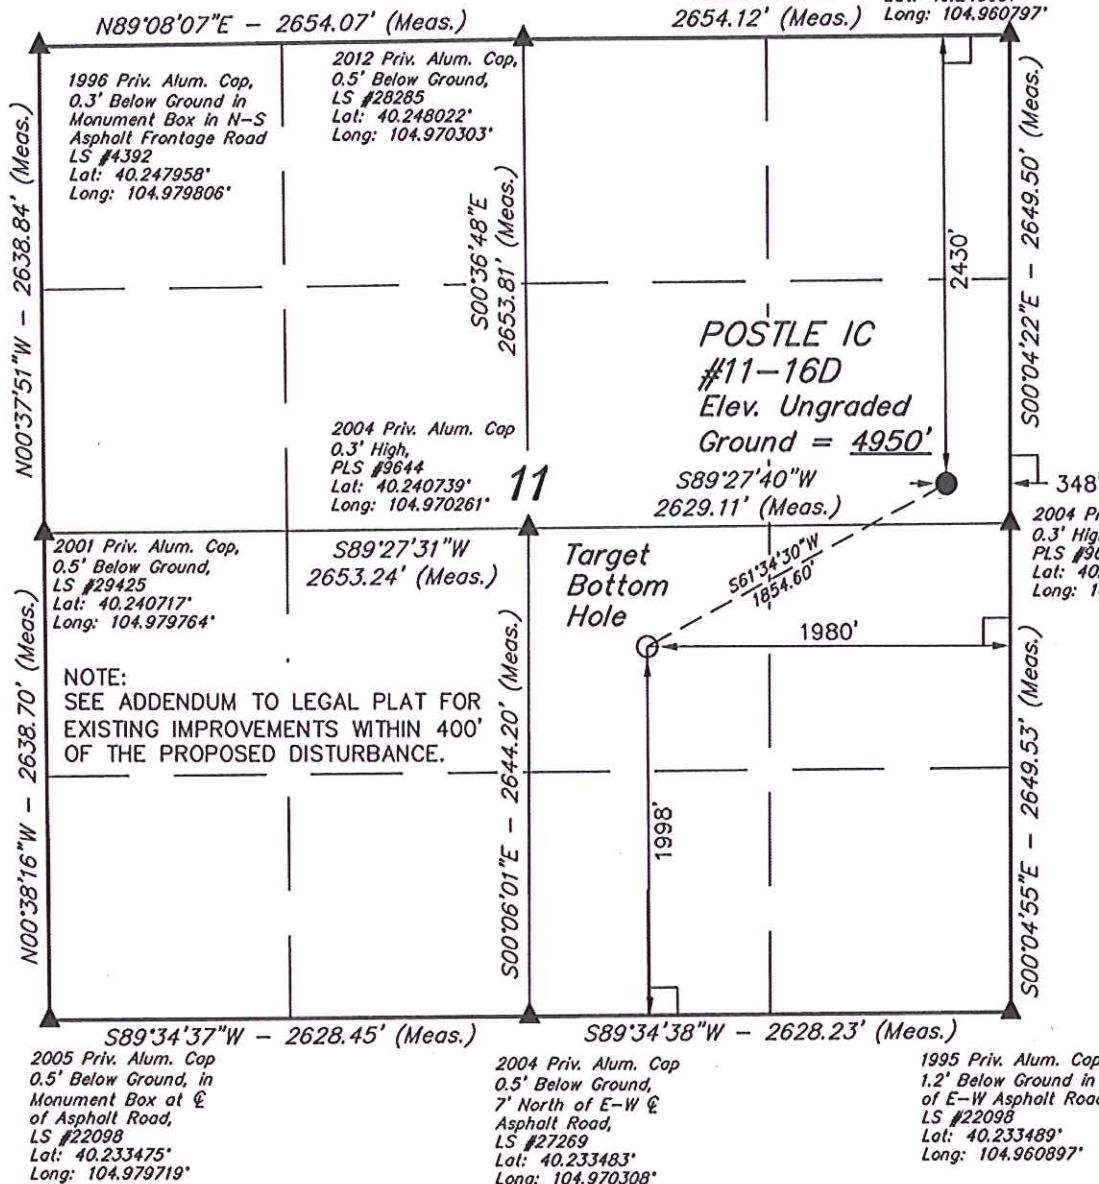 N89°08'07"E - 2654.07' (Meas.)
2654.12' (Meas.)
Long: 104.960797°
1996 Priv. Alum. Cap,
0.3' Below Ground in
Monument Box in N-S
Asphalt Frontage Road
LS #4392
Lat: 40.247958°
Long: 104.979806°
2012 Priv. Alum. Cap,
0.5' Below Ground,
LS #28285
Lat: 40.248022°
Long: 104.970303°
N00°37'51"W - 2638.84' (Meas.)
S00°36'48"E
2653.81' (Meas.)
2430'
S00°04'22"E - 2649.50' (Meas.)
POSTLE IC
#11-16D
Elev. Ungraded
Ground = 4950'
2004 Priv. Alum. Cap
0.3' High,
PLS #9644
Lat: 40.240739°
Long: 104.970261°
11
S89°27'40"W
2629.11' (Meas.)
348'
2001 Priv. Alum. Cap,
0.5' Below Ground,
LS #29425
Lat: 40.240717°
Long: 104.979764°
S89°27'31"W
2653.24' (Meas.)
Target
Bottom
Hole
S61°34'30"W
1854.60'
2004
0.3'
PLS
Lat: 40.
Long:
1980'
NOTE:
SEE ADDENDUM TO LEGAL PLAT FOR
EXISTING IMPROVEMENTS WITHIN 400'
OF THE PROPOSED DISTURBANCE.
N00°38'16"W - 2638.70' (Meas.)
S00°06'01"E - 2644.20' (Meas.)
1998'
S00°04'55"E - 2649.53' (Meas.)
S89°34'37"W - 2628.45' (Meas.)
S89°34'38"W - 2628.23' (Meas.)
2005 Priv. Alum. Cap
0.5' Below Ground, in
Monument Box at ℄
of Asphalt Road,
LS #22098
Lat: 40.233475°
Long: 104.979719°
2004 Priv. Alum. Cap
0.5' Below Ground,
7' North of E-W ℄
Asphalt Road,
LS #27269
Lat: 40.233483°
Long: 104.970308°
1995 Priv. Alum. Cap
1.2' Below Ground in
of E-W Asphalt Road
LS #22098
Lat: 40.233489°
Long: 104.960897°